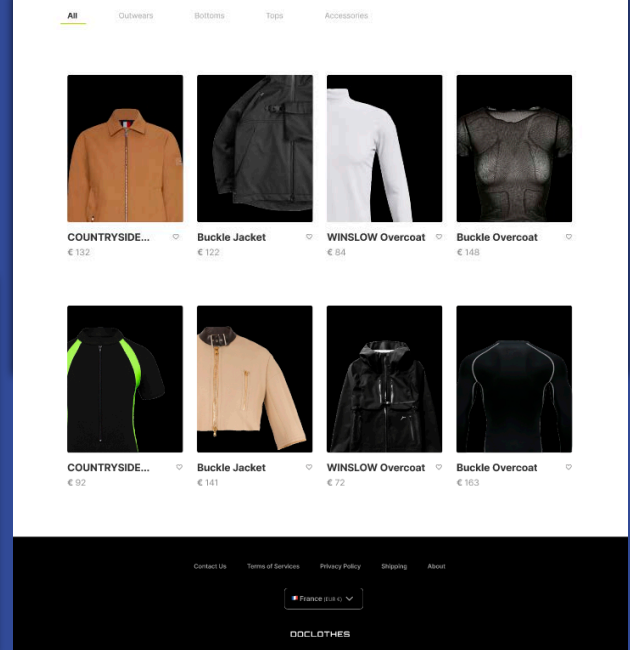 All Outwears Bottoms Tops Accessories
COUNTRYSIDE... Buckle Jacket WINSLOW Overcoat Buckle Overcoat
€ 132 € 122 € 84 € 148
COUNTRYSIDE... Buckle Jacket WINSLOW Overcoat Buckle Overcoat
€ 92 € 141 € 72 € 163
Contact Us Terms of Services Privacy Policy Shipping About
France (EUR €)
DOCLOTHES